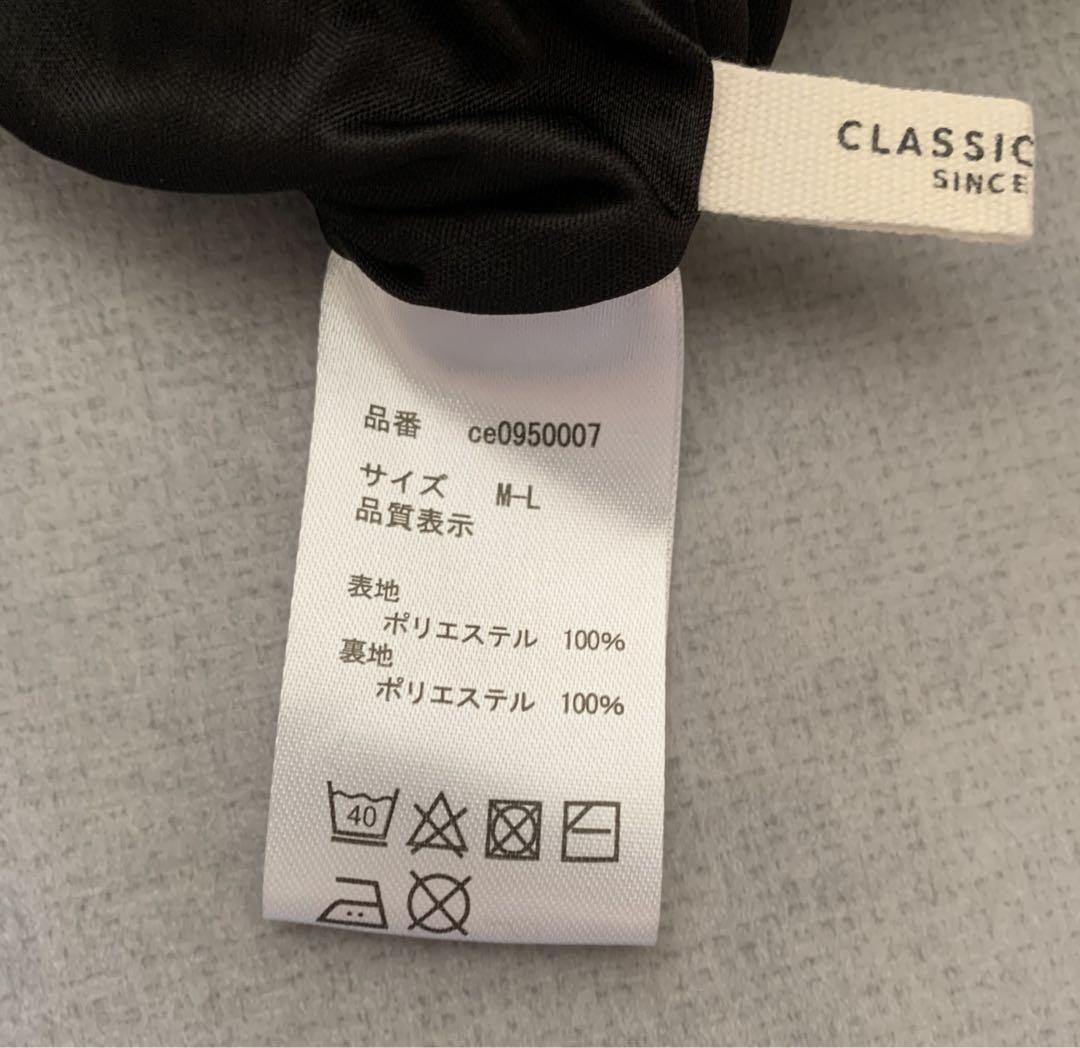 CLASSIC
SINCE
品番 ce0950007
サイズ M-L
品質表示
表地
ポリエステル 100%
裏地
ポリエステル 100%
40